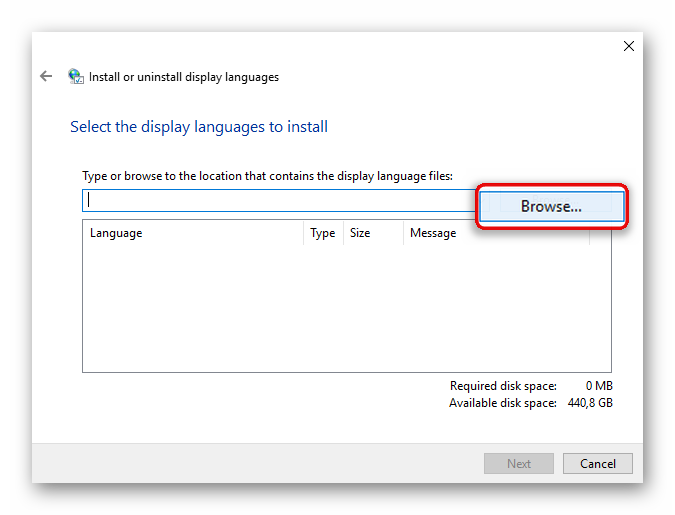 Install or uninstall display languages
Select the display languages to install
Type or browse to the location that contains the display language files:
Browse...
Language Type Size Message
Required disk space: 0 MB
Available disk space: 440,8 GB
Next Cancel